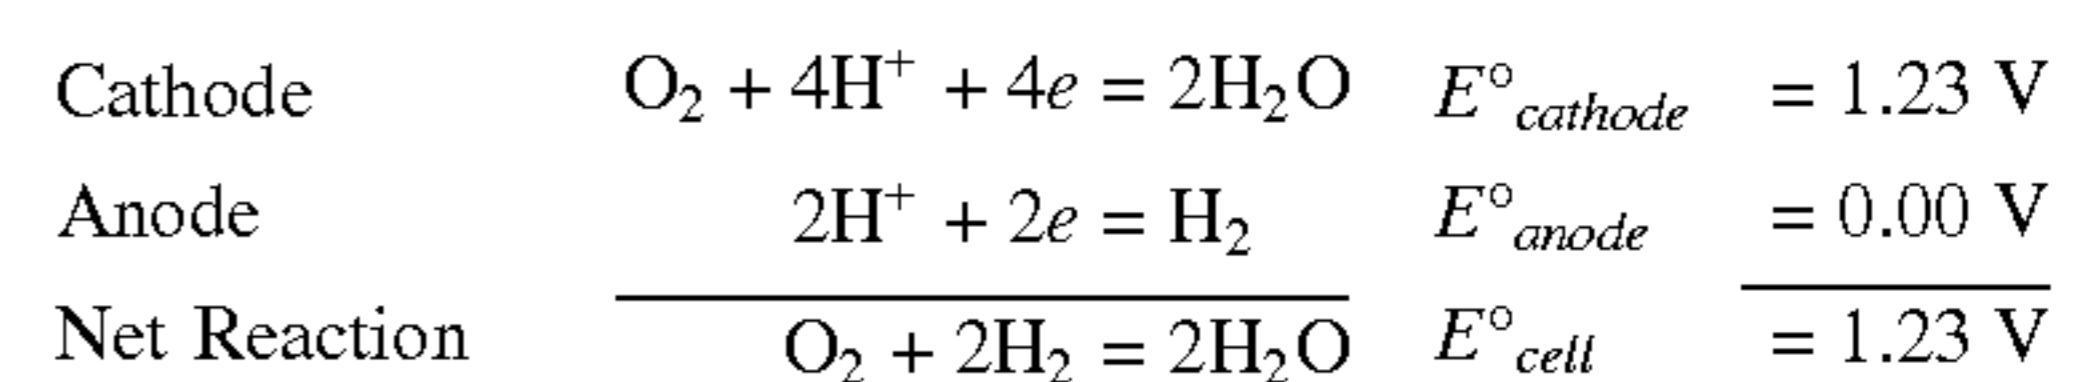 Cathode O₂ + 4H⁺ + 4e = 2H₂O E°cathode = 1.23 V
Anode 2H⁺ + 2e = H₂ E°anode = 0.00 V
Net Reaction O₂ + 2H₂ = 2H₂O E°cell = 1.23 V